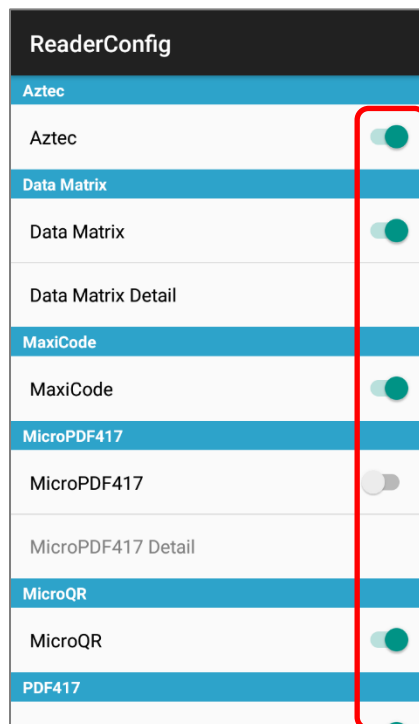 ReaderConfig
Aztec
Aztec
Data Matrix
Data Matrix
Data Matrix Detail
MaxiCode
MaxiCode
MicroPDF417
MicroPDF417
MicroPDF417 Detail
MicroQR
MicroQR
PDF417